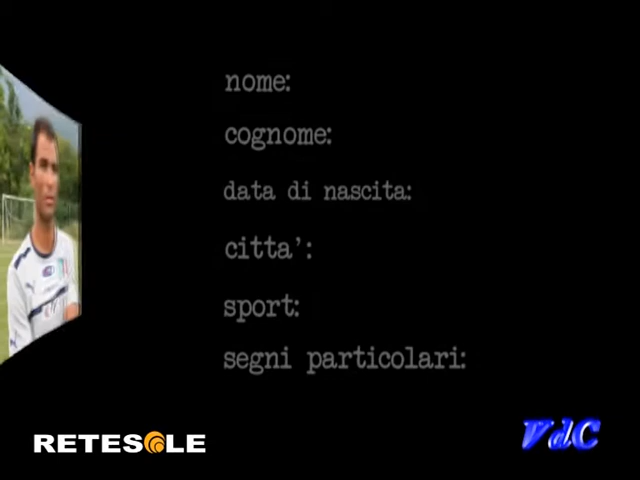 nome:
cognome:
data di nascita:
citta':
sport:
segni particolari:
RETESOLE
VdC